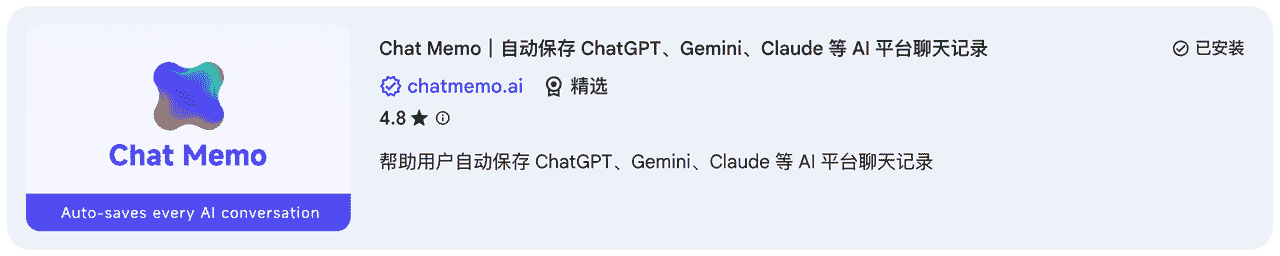 Chat Memo
Auto-saves every AI conversation
Chat Memo｜自动保存 ChatGPT、Gemini、Claude 等 AI 平台聊天记录
已安装
chatmemo.ai
精选
4.8 ★
帮助用户自动保存 ChatGPT、Gemini、Claude 等 AI 平台聊天记录